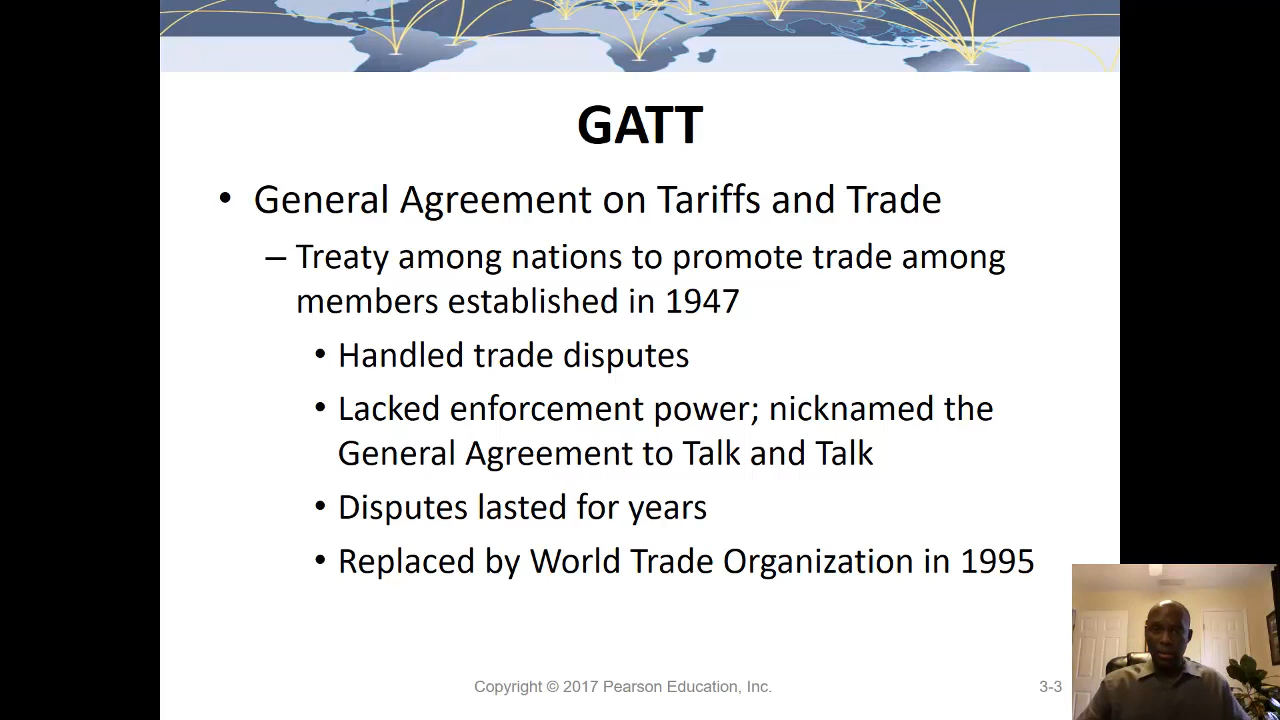 GATT
• General Agreement on Tariffs and Trade
– Treaty among nations to promote trade among
members established in 1947
• Handled trade disputes
• Lacked enforcement power; nicknamed the
General Agreement to Talk and Talk
• Disputes lasted for years
• Replaced by World Trade Organization in 1995
Copyright © 2017 Pearson Education, Inc.
3-3